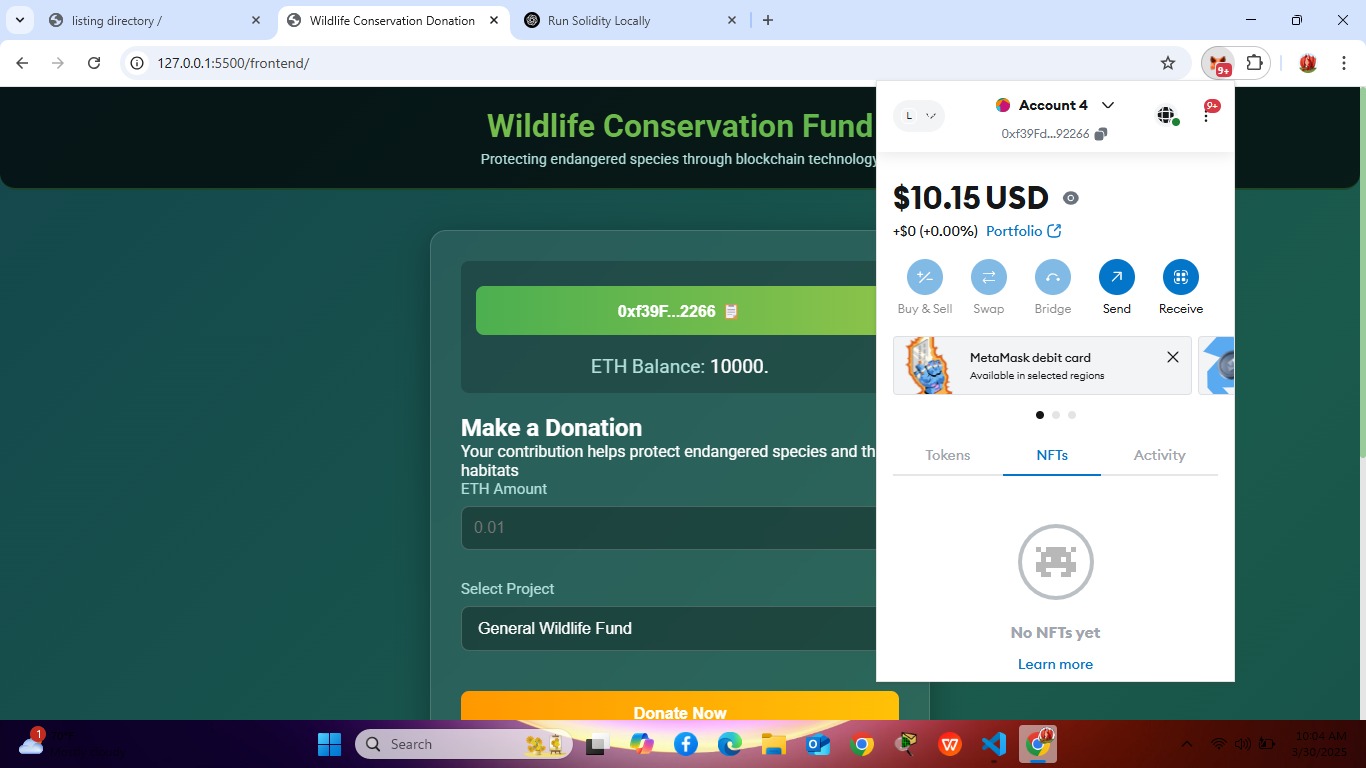 listing directory /
Wildlife Conservation Donation
Run Solidity Locally
127.0.0.1:5500/frontend/
9+
Wildlife Conservation Fund
Protecting endangered species through blockchain technology
0xf39F...2266
ETH Balance: 10000.
Make a Donation
Your contribution helps protect endangered species and th
habitats
ETH Amount
0.01
Select Project
General Wildlife Fund
Donate Now
L
Account 4
9+
0xf39Fd...92266
$10.15 USD
+$0 (+0.00%) Portfolio
Buy & Sell
Swap
Bridge
Send
Receive
MetaMask debit card
Available in selected regions
Tokens
NFTs
Activity
No NFTs yet
Learn more
1
Search
10:04 AM
3/30/2025